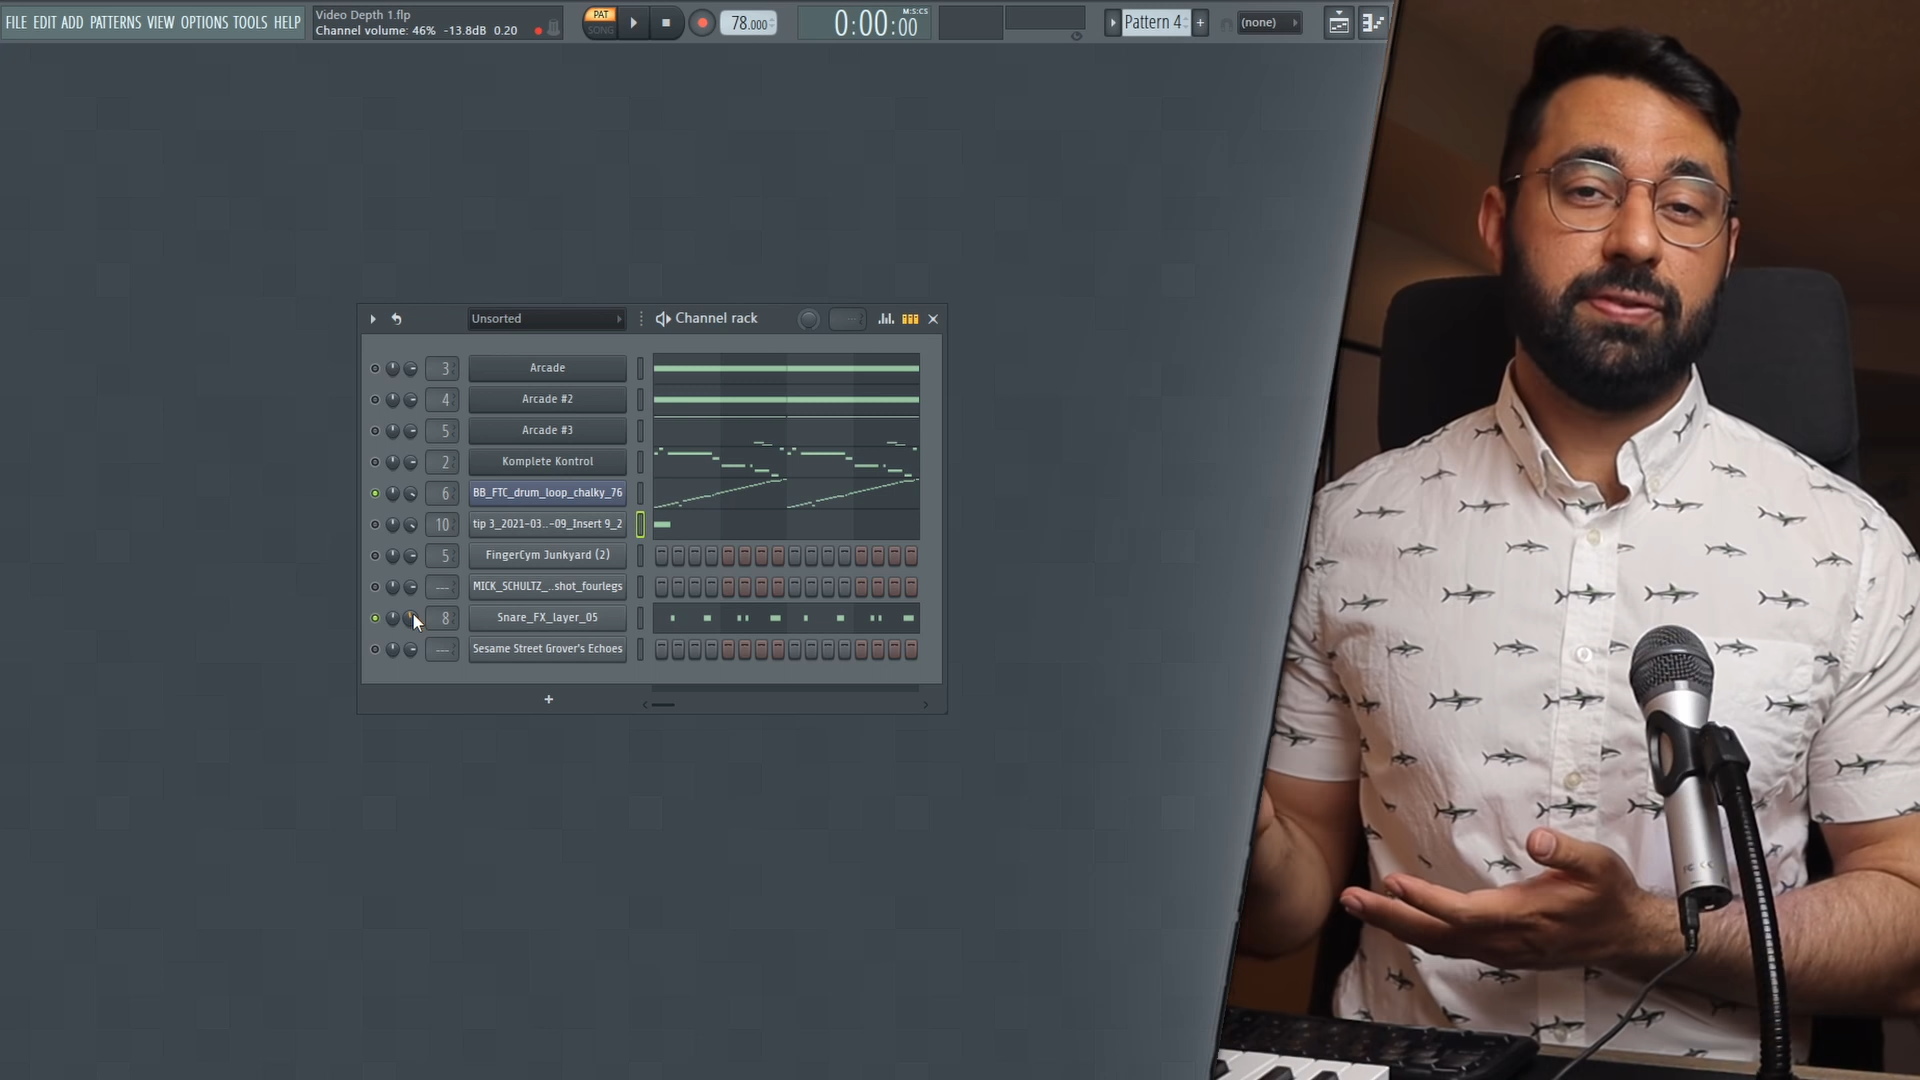 FILE EDIT ADD PATTERNS VIEW OPTIONS TOOLS HELP
Video Depth 1.flp
Channel volume: 46% -13.8dB 0.20
PAT
SONG
78.000
M:S:CS
0:00:00
Pattern 4
+
(none)
Unsorted
Channel rack
3
Arcade
4
Arcade #2
5
Arcade #3
2
Komplete Kontrol
6
BB_FTC_drum_loop_chalky_76
10
tip 3_2021-03..-09_Insert 9_2
5
FingerCym Junkyard (2)
---
MICK_SCHULTZ_...shot_fourlegs
8
Snare_FX_layer_05
---
Sesame Street Grover's Echoes
+